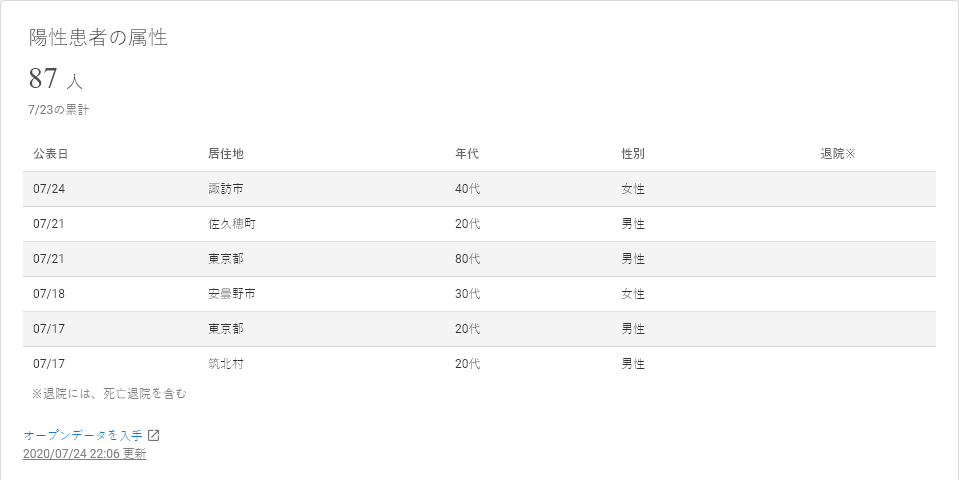 陽性患者の属性
87 人
7/23の累計
公表日 居住地 年代 性別 退院※
07/24 諏訪市 40代 女性
07/21 佐久穂町 20代 男性
07/21 東京都 80代 男性
07/18 安曇野市 30代 女性
07/17 東京都 20代 男性
07/17 筑北村 20代 男性
※退院には、死亡退院を含む
オープンデータを入手
2020/07/24 22:06 更新